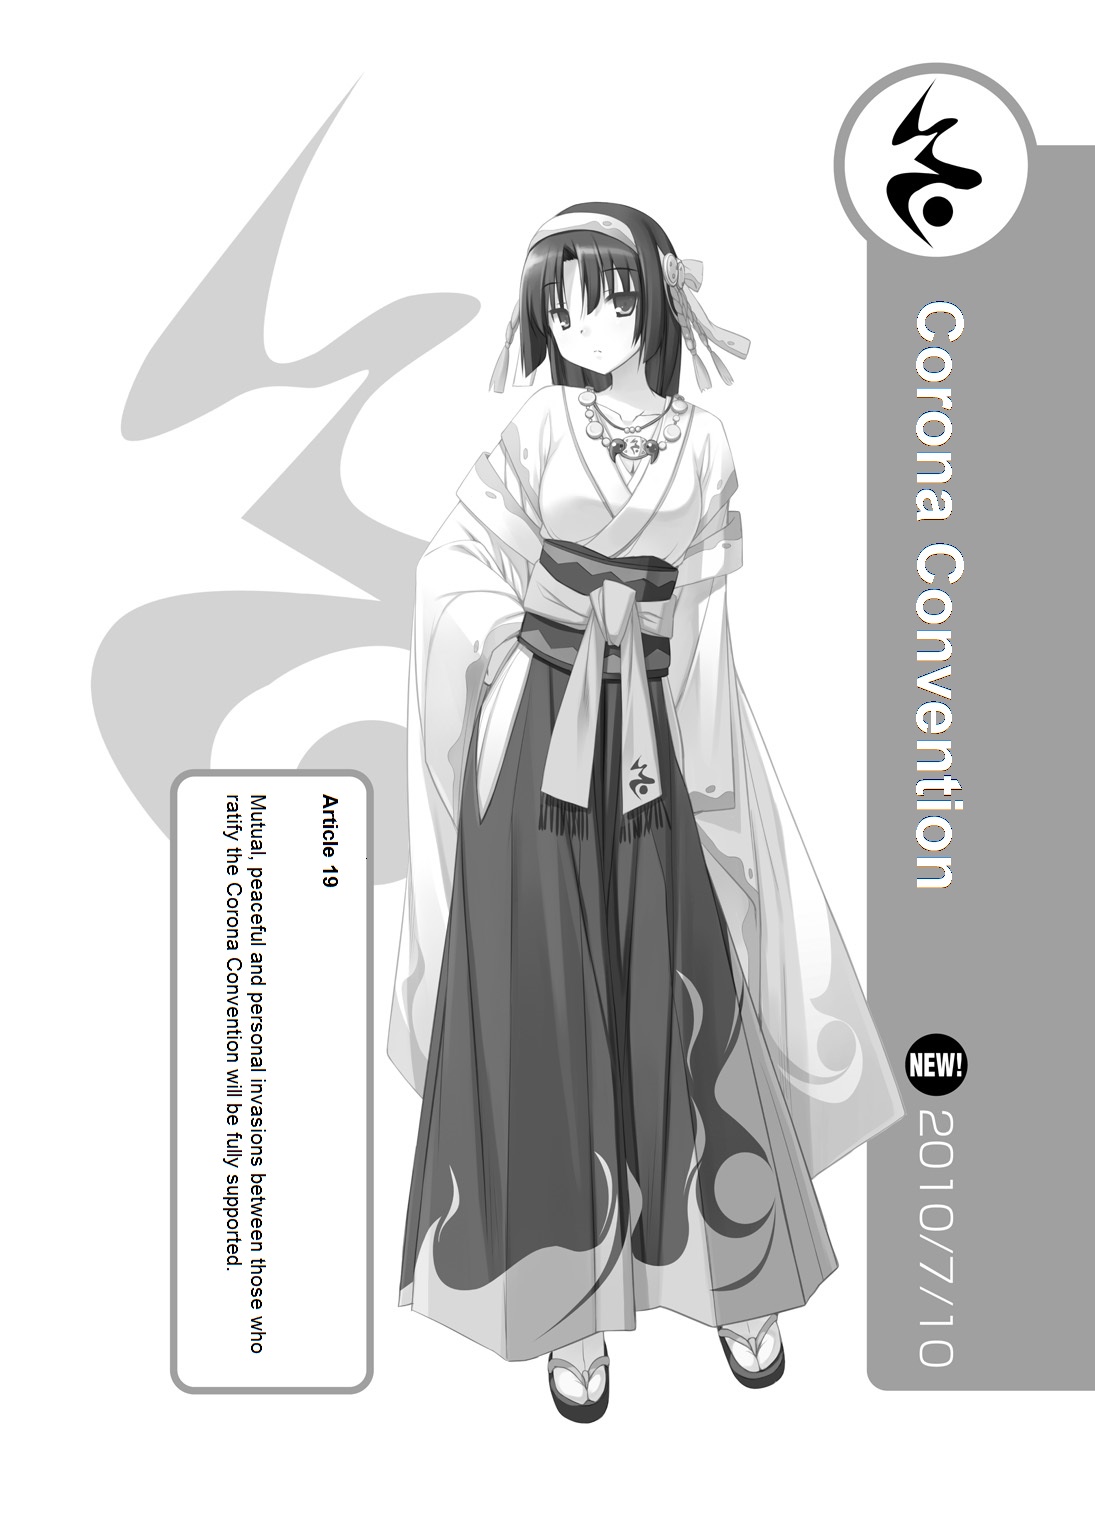 Corona Convention
NEW! 2010/7/10
Article 19
Mutual, peaceful and personal invasions between those who
ratify the Corona Convention will be fully supported.